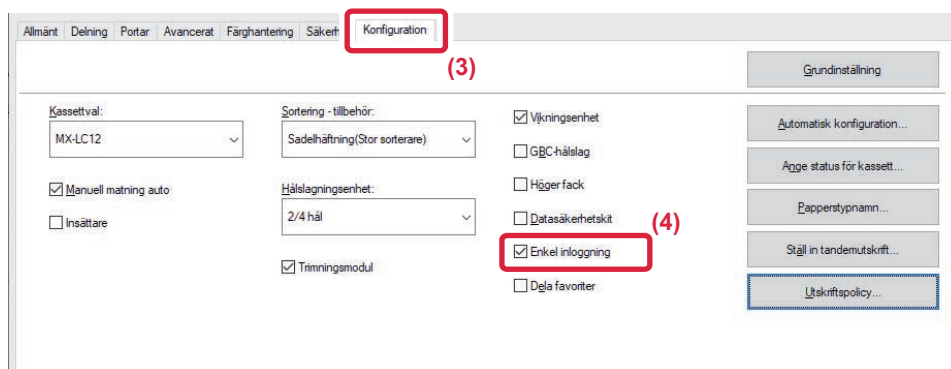 Allmänt Delning Portar Avancerat Färghantering Säkerh Konfiguration
(3)
Grundinställning
Kassettval:
MX-LC12
Manuell matning auto
Insättare
Sortering - tillbehör:
Sadelhäftning(Stor sorterare)
Hålslagningsenhet:
2/4 hål
Trimningsmodul
Vikningsenhet
GBC-hålslag
Höger fack
Datasäkerhetskit
(4)
Enkel inloggning
Dela favoriter
Automatisk konfiguration...
Ange status för kassett...
Papperstypnamn...
Ställ in tandemutskrift...
Utskriftspolicy...